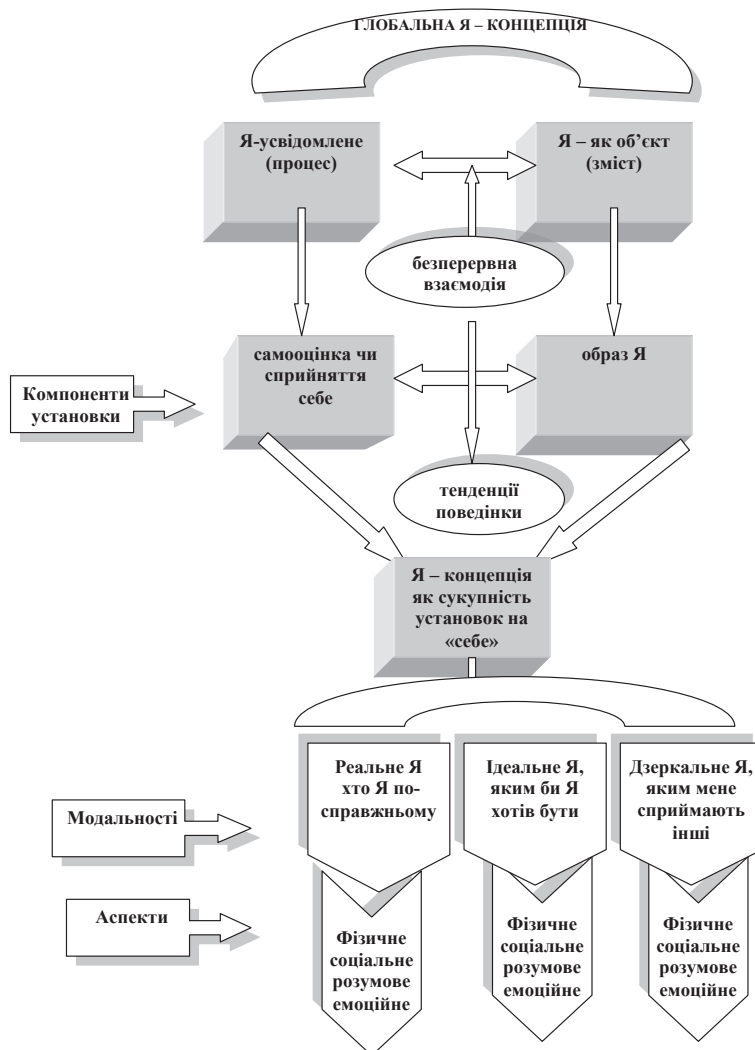 ГЛОБАЛЬНА Я – КОНЦЕПЦІЯ
Я-усвідомлене
(процес)
Я – як об’єкт
(зміст)
безперервна
взаємодія
самооцінка чи
сприйняття
себе
образ Я
Компоненти
установки
тенденції
поведінки
Я – концепція
як сукупність
установок на
«себе»
Реальне Я
хто Я по-
справжньому
Ідеальне Я,
яким би Я
хотів бути
Дзеркальне Я,
яким мене
сприймають
інші
Модальності
Аспекти
Фізичне
соціальне
розумове
емоційне
Фізичне
соціальне
розумове
емоційне
Фізичне
соціальне
розумове
емоційне